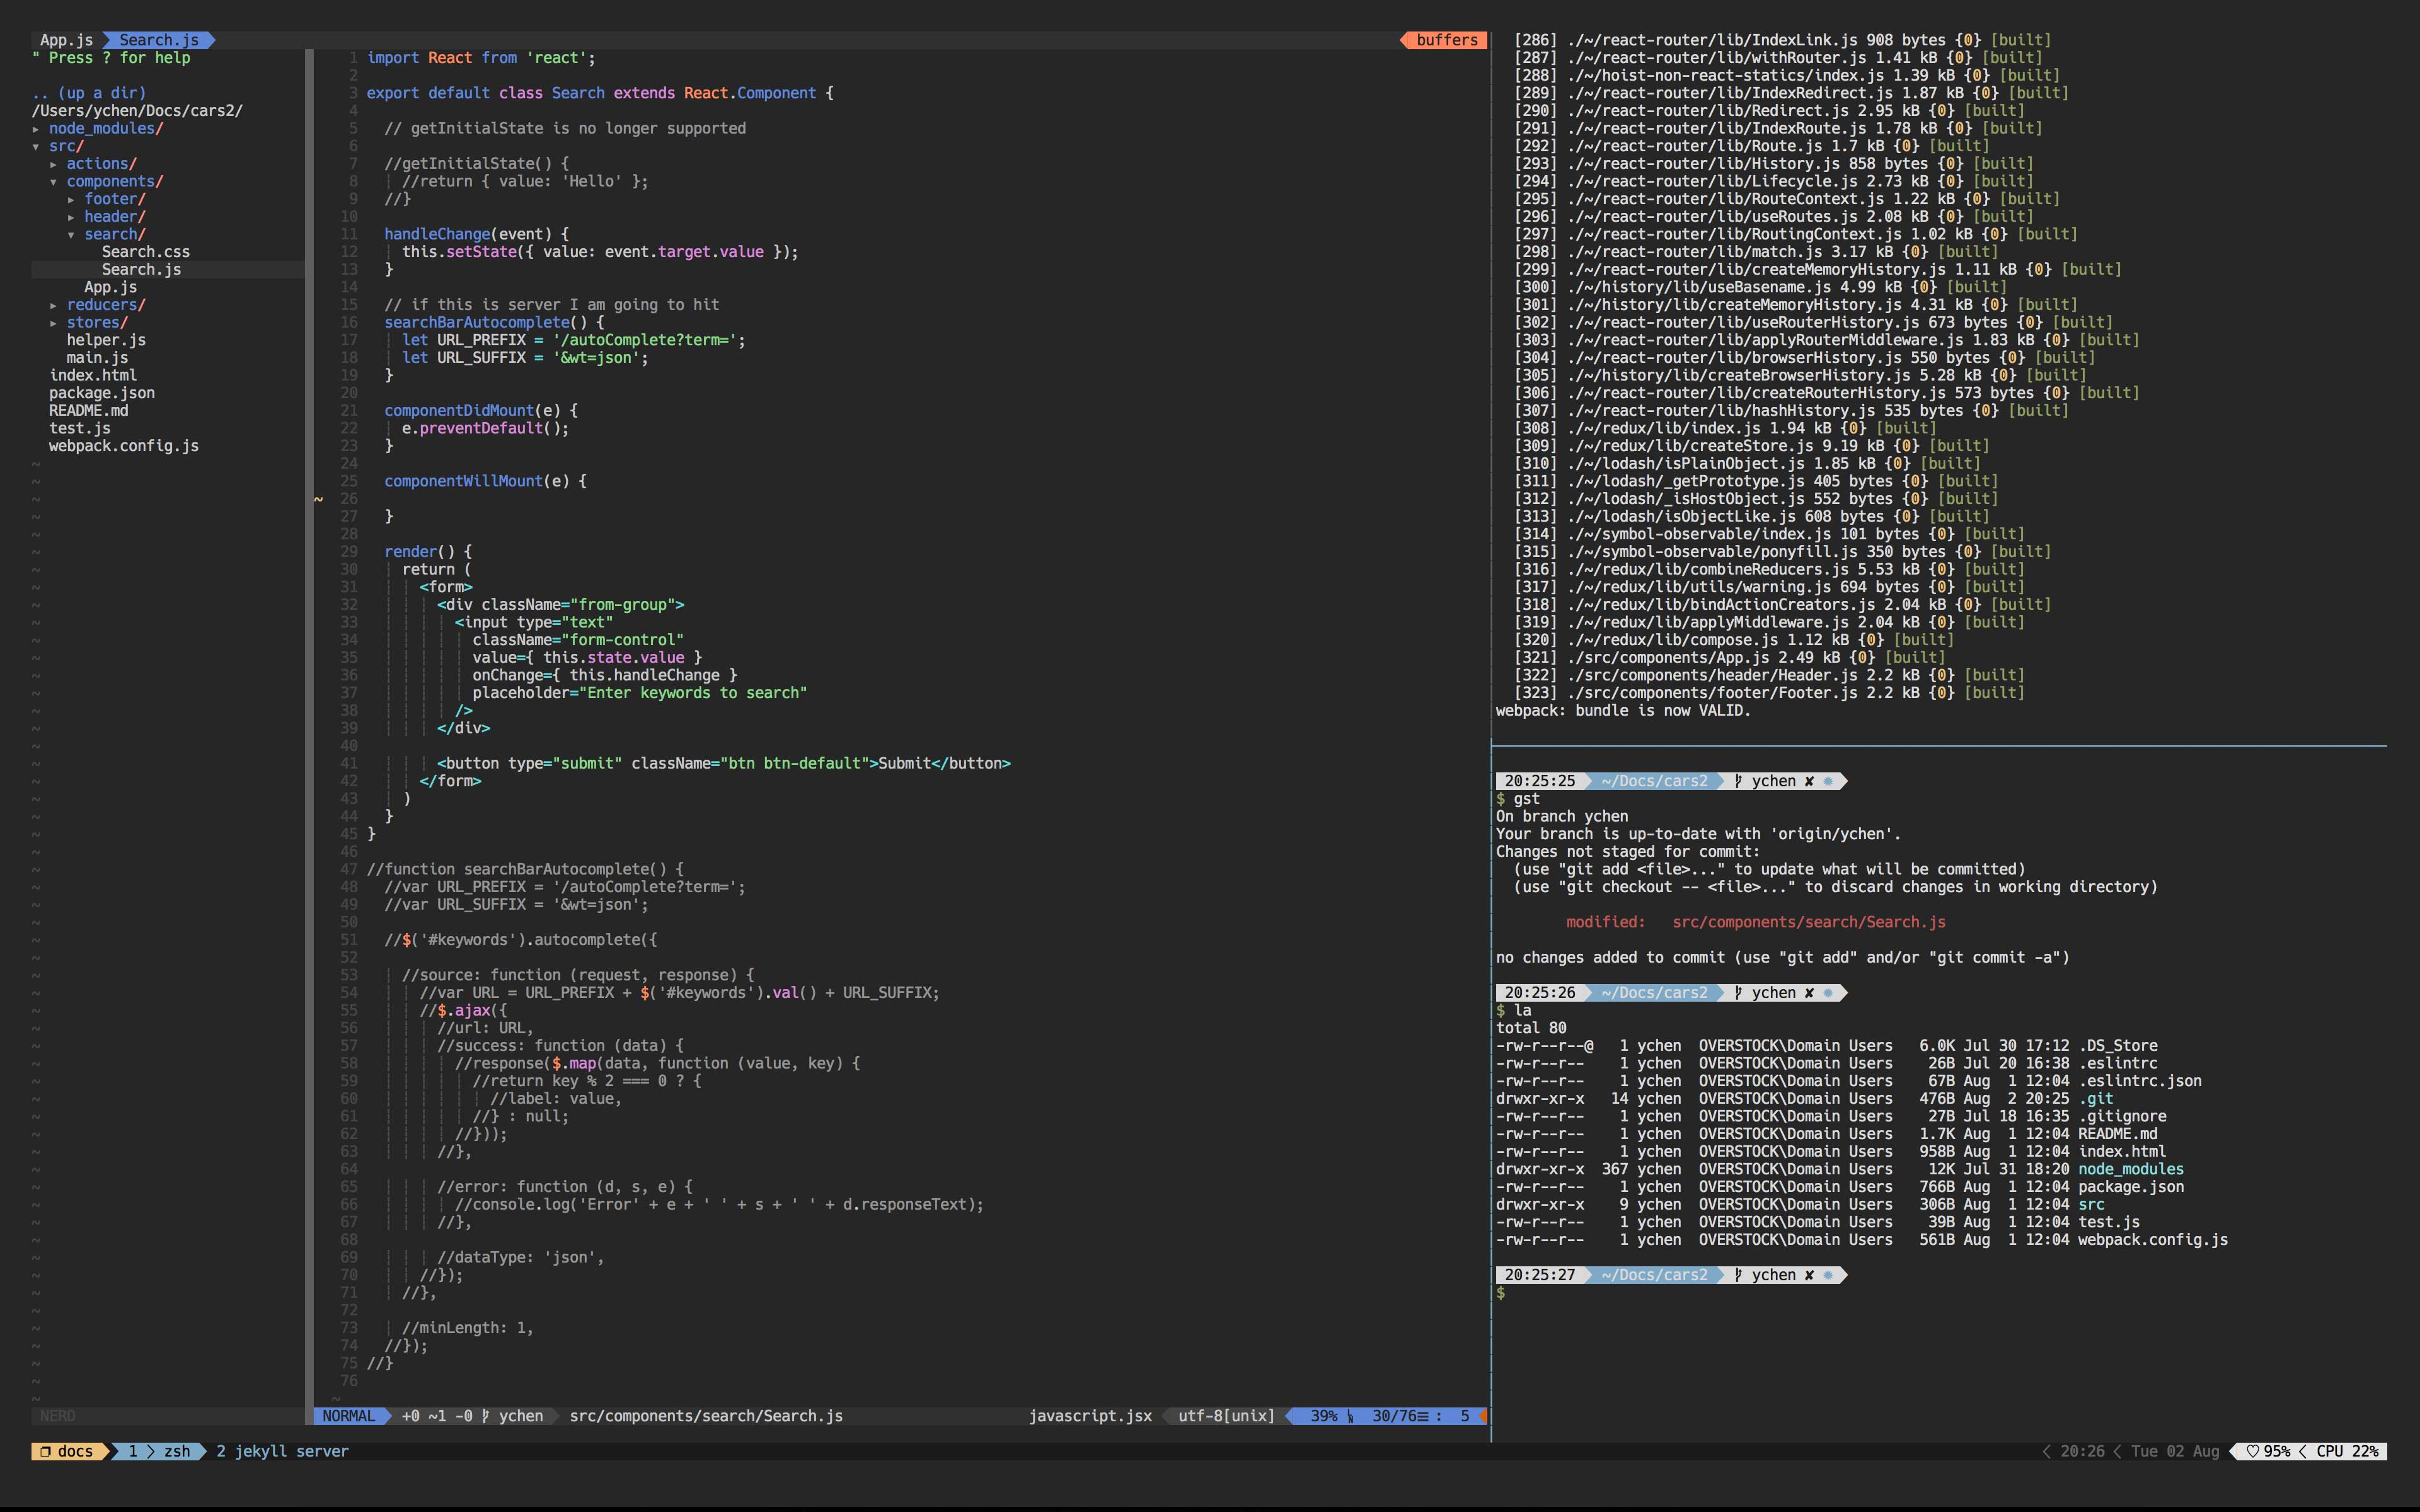 App.js Search.js buffers
" Press ? for help
.. (up a dir)
/Users/ychen/Docs/cars2/
▸ node_modules/
▾ src/
▸ actions/
▾ components/
▸ footer/
▸ header/
▾ search/
Search.css
Search.js
App.js
▸ reducers/
▸ stores/
helper.js
main.js
index.html
package.json
README.md
test.js
webpack.config.js
NERD
1 import React from 'react';
2
3 export default class Search extends React.Component {
4
5 // getInitialState is no longer supported
6
7 //getInitialState() {
8 //return { value: 'Hello' };
9 //}
10
11 handleChange(event) {
12 this.setState({ value: event.target.value });
13 }
14
15 // if this is server I am going to hit
16 searchBarAutocomplete() {
17 let URL_PREFIX = '/autoComplete?term=';
18 let URL_SUFFIX = '&wt=json';
19 }
20
21 componentDidMount(e) {
22 e.preventDefault();
23 }
24
25 componentWillMount(e) {
~ 26
27 }
28
29 render() {
30 return (
31 <form>
32 <div className="from-group">
33 <input type="text"
34 className="form-control"
35 value={ this.state.value }
36 onChange={ this.handleChange }
37 placeholder="Enter keywords to search"
38 />
39 </div>
40
41 <button type="submit" className="btn btn-default">Submit</button>
42 </form>
43 )
44 }
45 }
46
47 //function searchBarAutocomplete() {
48 //var URL_PREFIX = '/autoComplete?term=';
49 //var URL_SUFFIX = '&wt=json';
50
51 //$('#keywords').autocomplete({
52
53 //source: function (request, response) {
54 //var URL = URL_PREFIX + $('#keywords').val() + URL_SUFFIX;
55 //$.ajax({
56 //url: URL,
57 //success: function (data) {
58 //response($.map(data, function (value, key) {
59 //return key % 2 === 0 ? {
60 //label: value,
61 //} : null;
62 //}));
63 //},
64
65 //error: function (d, s, e) {
66 //console.log('Error' + e + ' ' + s + ' ' + d.responseText);
67 //},
68
69 //dataType: 'json',
70 //});
71 //},
72
73 //minLength: 1,
74 //});
75 //}
76
NORMAL +0 ~1 -0 ychen src/components/search/Search.js javascript.jsx utf-8[unix] 39% 30/76☰ : 5
[286] ./~/react-router/lib/IndexLink.js 908 bytes {0} [built]
[287] ./~/react-router/lib/withRouter.js 1.41 kB {0} [built]
[288] ./~/hoist-non-react-statics/index.js 1.39 kB {0} [built]
[289] ./~/react-router/lib/IndexRedirect.js 1.87 kB {0} [built]
[290] ./~/react-router/lib/Redirect.js 2.95 kB {0} [built]
[291] ./~/react-router/lib/IndexRoute.js 1.78 kB {0} [built]
[292] ./~/react-router/lib/Route.js 1.7 kB {0} [built]
[293] ./~/react-router/lib/History.js 858 bytes {0} [built]
[294] ./~/react-router/lib/Lifecycle.js 2.73 kB {0} [built]
[295] ./~/react-router/lib/RouteContext.js 1.22 kB {0} [built]
[296] ./~/react-router/lib/useRoutes.js 2.08 kB {0} [built]
[297] ./~/react-router/lib/RoutingContext.js 1.02 kB {0} [built]
[298] ./~/react-router/lib/match.js 3.17 kB {0} [built]
[299] ./~/react-router/lib/createMemoryHistory.js 1.11 kB {0} [built]
[300] ./~/history/lib/useBasename.js 4.99 kB {0} [built]
[301] ./~/history/lib/createMemoryHistory.js 4.31 kB {0} [built]
[302] ./~/react-router/lib/useRouterHistory.js 673 bytes {0} [built]
[303] ./~/react-router/lib/applyRouterMiddleware.js 1.83 kB {0} [built]
[304] ./~/react-router/lib/browserHistory.js 550 bytes {0} [built]
[305] ./~/history/lib/createBrowserHistory.js 5.28 kB {0} [built]
[306] ./~/react-router/lib/createRouterHistory.js 573 bytes {0} [built]
[307] ./~/react-router/lib/hashHistory.js 535 bytes {0} [built]
[308] ./~/redux/lib/index.js 1.94 kB {0} [built]
[309] ./~/redux/lib/createStore.js 9.19 kB {0} [built]
[310] ./~/lodash/isPlainObject.js 1.85 kB {0} [built]
[311] ./~/lodash/_getPrototype.js 405 bytes {0} [built]
[312] ./~/lodash/_isHostObject.js 552 bytes {0} [built]
[313] ./~/lodash/isObjectLike.js 608 bytes {0} [built]
[314] ./~/symbol-observable/index.js 101 bytes {0} [built]
[315] ./~/symbol-observable/ponyfill.js 350 bytes {0} [built]
[316] ./~/redux/lib/combineReducers.js 5.53 kB {0} [built]
[317] ./~/redux/lib/utils/warning.js 694 bytes {0} [built]
[318] ./~/redux/lib/bindActionCreators.js 2.04 kB {0} [built]
[319] ./~/redux/lib/applyMiddleware.js 2.04 kB {0} [built]
[320] ./~/redux/lib/compose.js 1.12 kB {0} [built]
[321] ./src/components/App.js 2.49 kB {0} [built]
[322] ./src/components/header/Header.js 2.2 kB {0} [built]
[323] ./src/components/footer/Footer.js 2.2 kB {0} [built]
webpack: bundle is now VALID.
20:25:25 ~/Docs/cars2 ychen ✘
$ gst
On branch ychen
Your branch is up-to-date with 'origin/ychen'.
Changes not staged for commit:
(use "git add <file>..." to update what will be committed)
(use "git checkout -- <file>..." to discard changes in working directory)
modified: src/components/search/Search.js
no changes added to commit (use "git add" and/or "git commit -a")
20:25:26 ~/Docs/cars2 ychen ✘
$ la
total 80
-rw-r--r--@ 1 ychen OVERSTOCK\Domain Users 6.0K Jul 30 17:12 .DS_Store
-rw-r--r-- 1 ychen OVERSTOCK\Domain Users 26B Jul 20 16:38 .eslintrc
-rw-r--r-- 1 ychen OVERSTOCK\Domain Users 67B Aug 1 12:04 .eslintrc.json
drwxr-xr-x 14 ychen OVERSTOCK\Domain Users 476B Aug 2 20:25 .git
-rw-r--r-- 1 ychen OVERSTOCK\Domain Users 27B Jul 18 16:35 .gitignore
-rw-r--r-- 1 ychen OVERSTOCK\Domain Users 1.7K Aug 1 12:04 README.md
-rw-r--r-- 1 ychen OVERSTOCK\Domain Users 958B Aug 1 12:04 index.html
drwxr-xr-x 367 ychen OVERSTOCK\Domain Users 12K Jul 31 18:20 node_modules
-rw-r--r-- 1 ychen OVERSTOCK\Domain Users 766B Aug 1 12:04 package.json
drwxr-xr-x 9 ychen OVERSTOCK\Domain Users 306B Aug 1 12:04 src
-rw-r--r-- 1 ychen OVERSTOCK\Domain Users 39B Aug 1 12:04 test.js
-rw-r--r-- 1 ychen OVERSTOCK\Domain Users 561B Aug 1 12:04 webpack.config.js
20:25:27 ~/Docs/cars2 ychen ✘
$
docs 1 zsh 2 jekyll server 20:26 Tue 02 Aug ♡ 95% CPU 22%